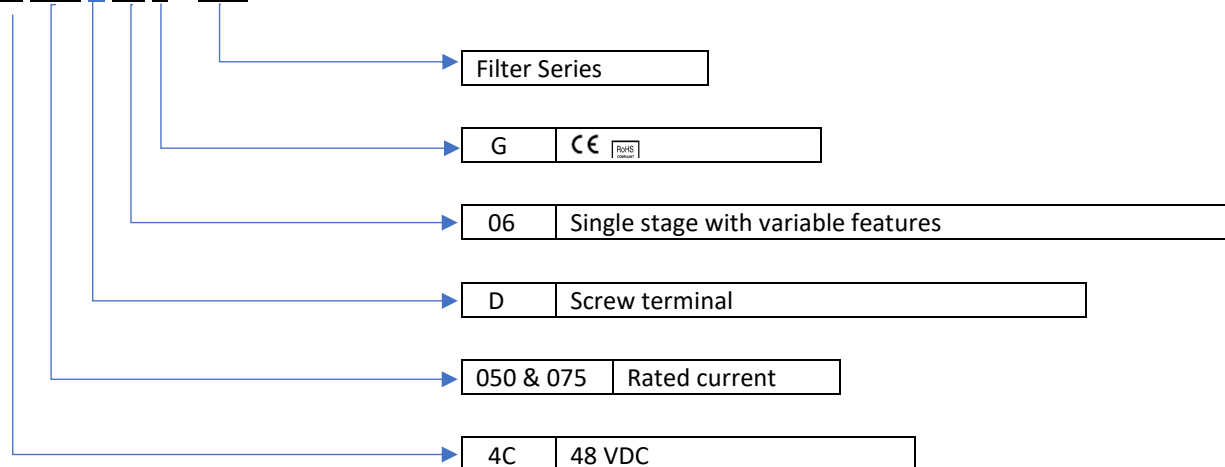 Filter Series
G CE RoHS COMPLIANT
06 Single stage with variable features
D Screw terminal
050 & 075 Rated current
4C 48 VDC